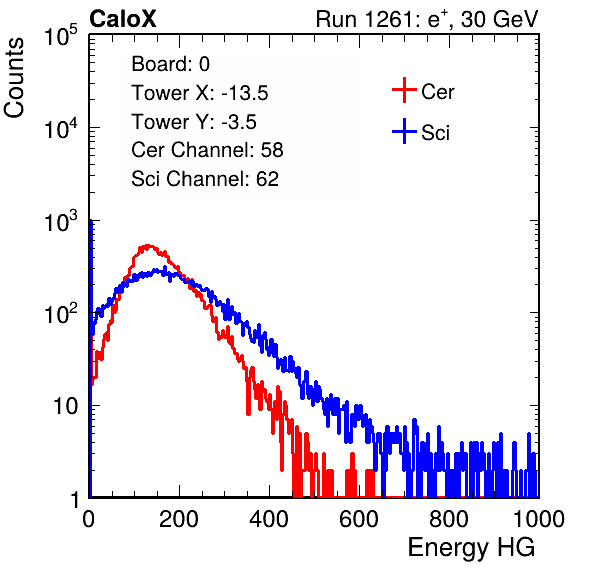 CaloX Run 1261: e⁺, 30 GeV
Counts
10⁵
10⁴
10³
10²
10
1
Board: 0
Tower X: -13.5
Tower Y: -3.5
Cer Channel: 58
Sci Channel: 62
Cer
Sci
0 200 400 600 800 1000
Energy HG